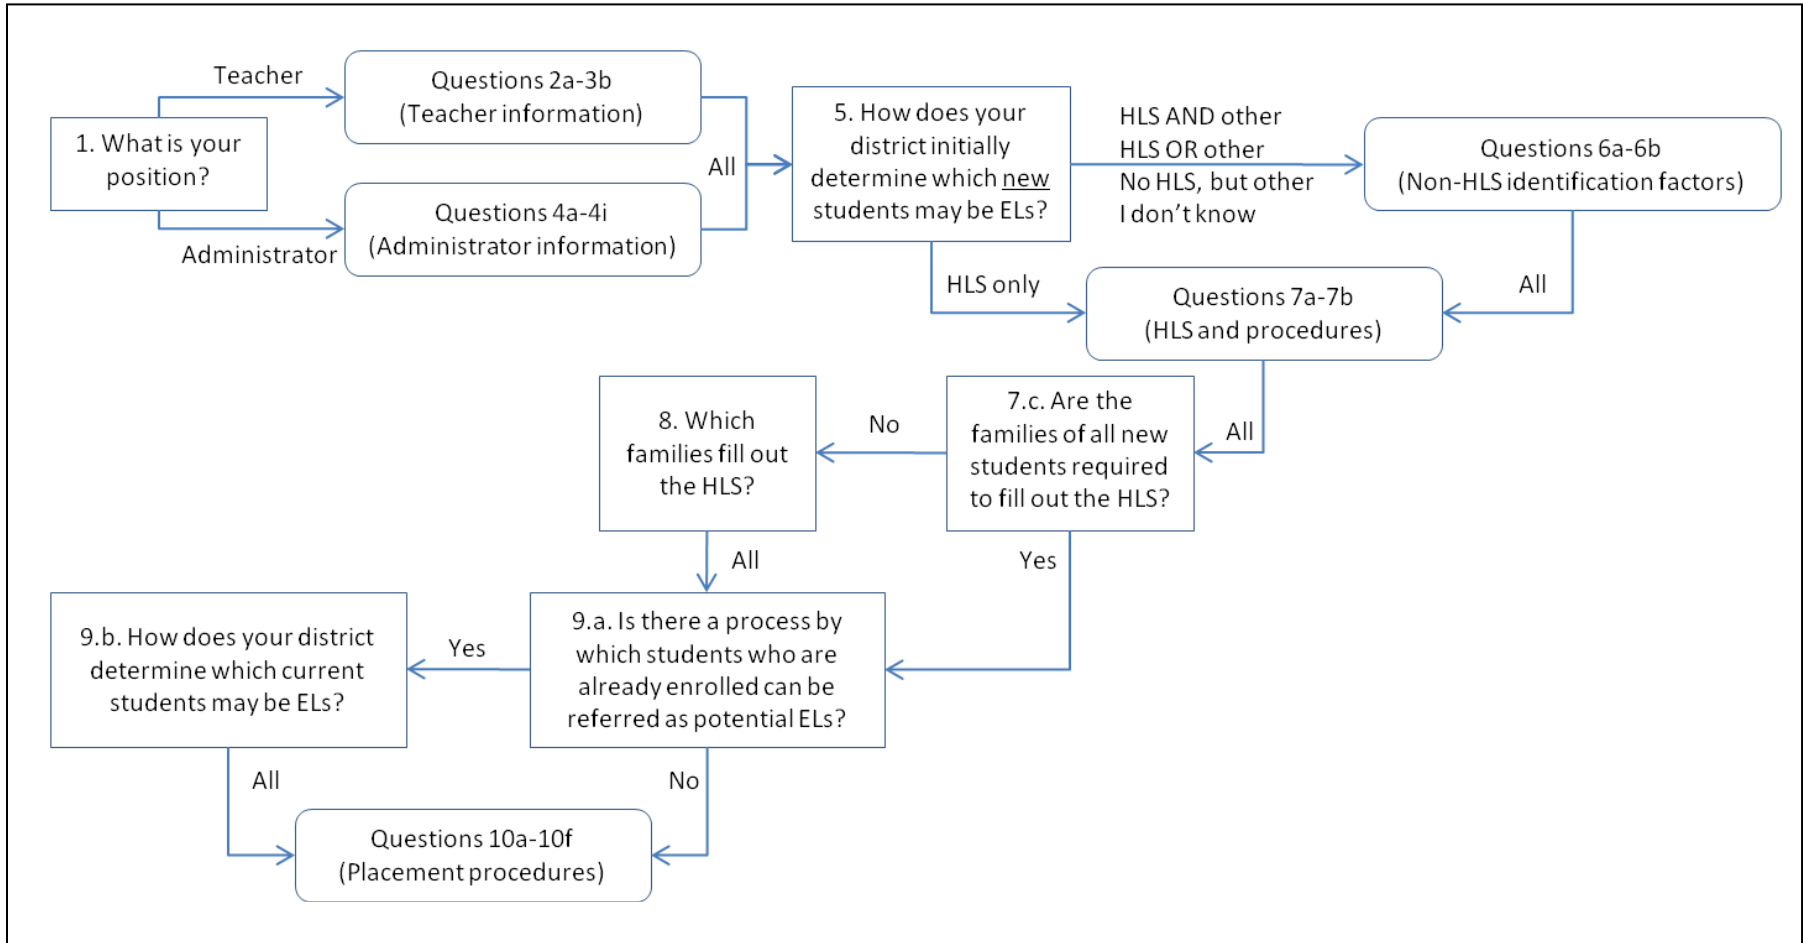 Teacher
Questions 2a-3b
(Teacher information)
1. What is your
position?
Administrator
Questions 4a-4i
(Administrator information)
All
5. How does your
district initially
determine which new
students may be ELs?
HLS AND other
HLS OR other
No HLS, but other
I don’t know
Questions 6a-6b
(Non-HLS identification factors)
HLS only
All
Questions 7a-7b
(HLS and procedures)
All
7.c. Are the
families of all new
students required
to fill out the HLS?
No
8. Which
families fill out
the HLS?
All
Yes
9.a. Is there a process by
which students who are
already enrolled can be
referred as potential ELs?
Yes
9.b. How does your district
determine which current
students may be ELs?
All
No
Questions 10a-10f
(Placement procedures)